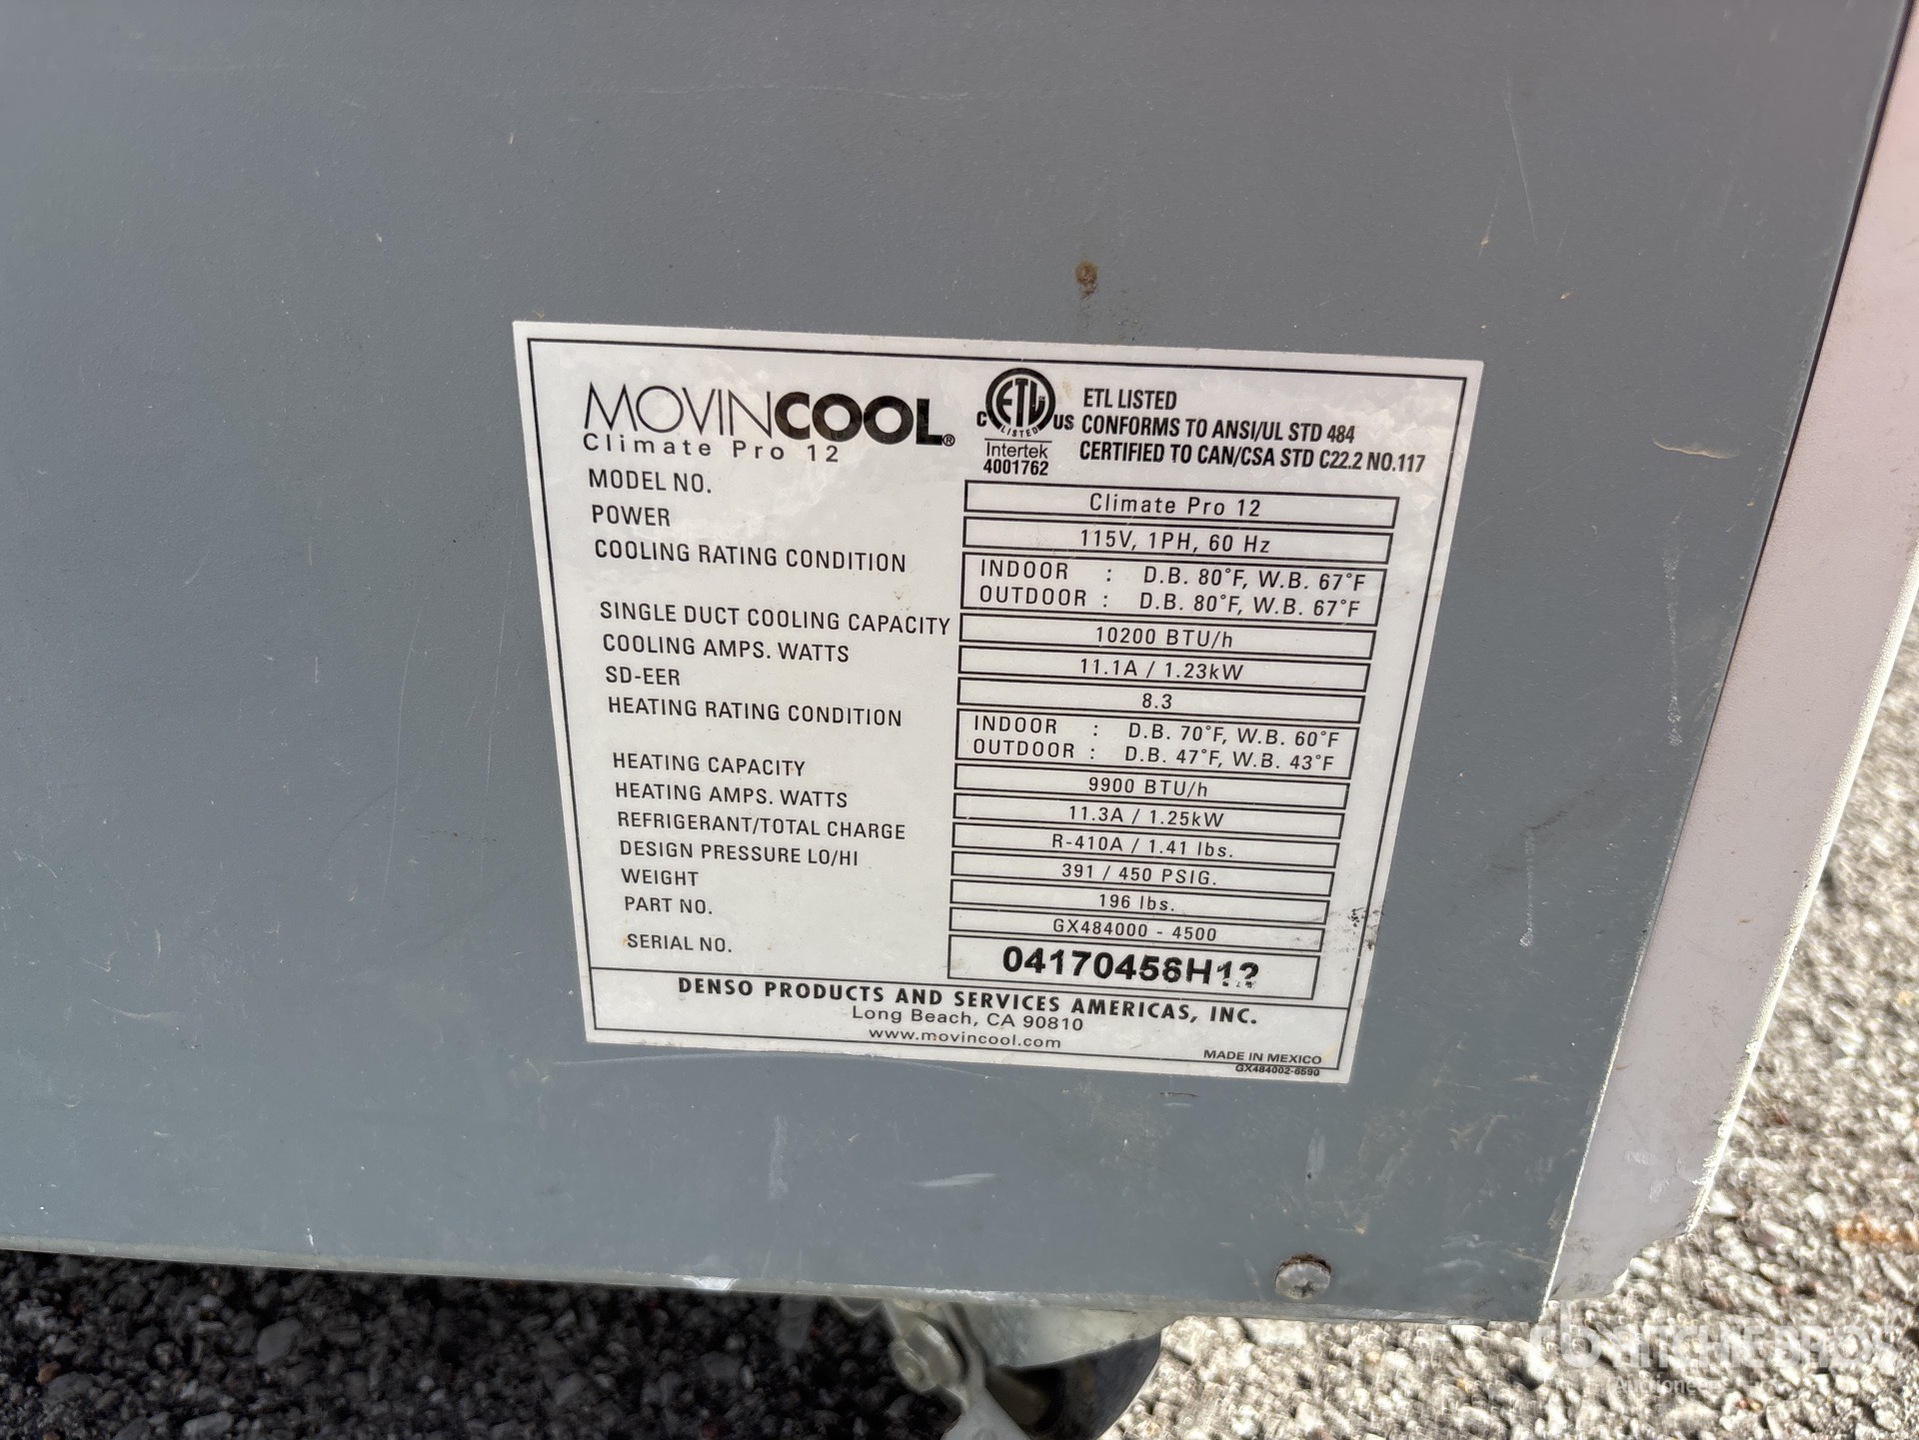 MOVINCOOL®
Climate Pro 12
C ETL US
LISTED
Intertek
4001762
ETL LISTED
CONFORMS TO ANSI/UL STD 484
CERTIFIED TO CAN/CSA STD C22.2 NO.117
MODEL NO. Climate Pro 12
POWER 115V, 1PH, 60 Hz
COOLING RATING CONDITION INDOOR : D.B. 80°F, W.B. 67°F
OUTDOOR : D.B. 80°F, W.B. 67°F
SINGLE DUCT COOLING CAPACITY 10200 BTU/h
COOLING AMPS. WATTS 11.1A / 1.23kW
SD-EER 8.3
HEATING RATING CONDITION INDOOR : D.B. 70°F, W.B. 60°F
OUTDOOR : D.B. 47°F, W.B. 43°F
HEATING CAPACITY 9900 BTU/h
HEATING AMPS. WATTS 11.3A / 1.25kW
REFRIGERANT/TOTAL CHARGE R-410A / 1.41 lbs.
DESIGN PRESSURE LO/HI 391 / 450 PSIG.
WEIGHT 196 lbs.
PART NO. GX484000 - 4500
SERIAL NO. 04170456H12
DENSO PRODUCTS AND SERVICES AMERICAS, INC.
Long Beach, CA 90810
www.movincool.com
MADE IN MEXICO
GX484002-6590